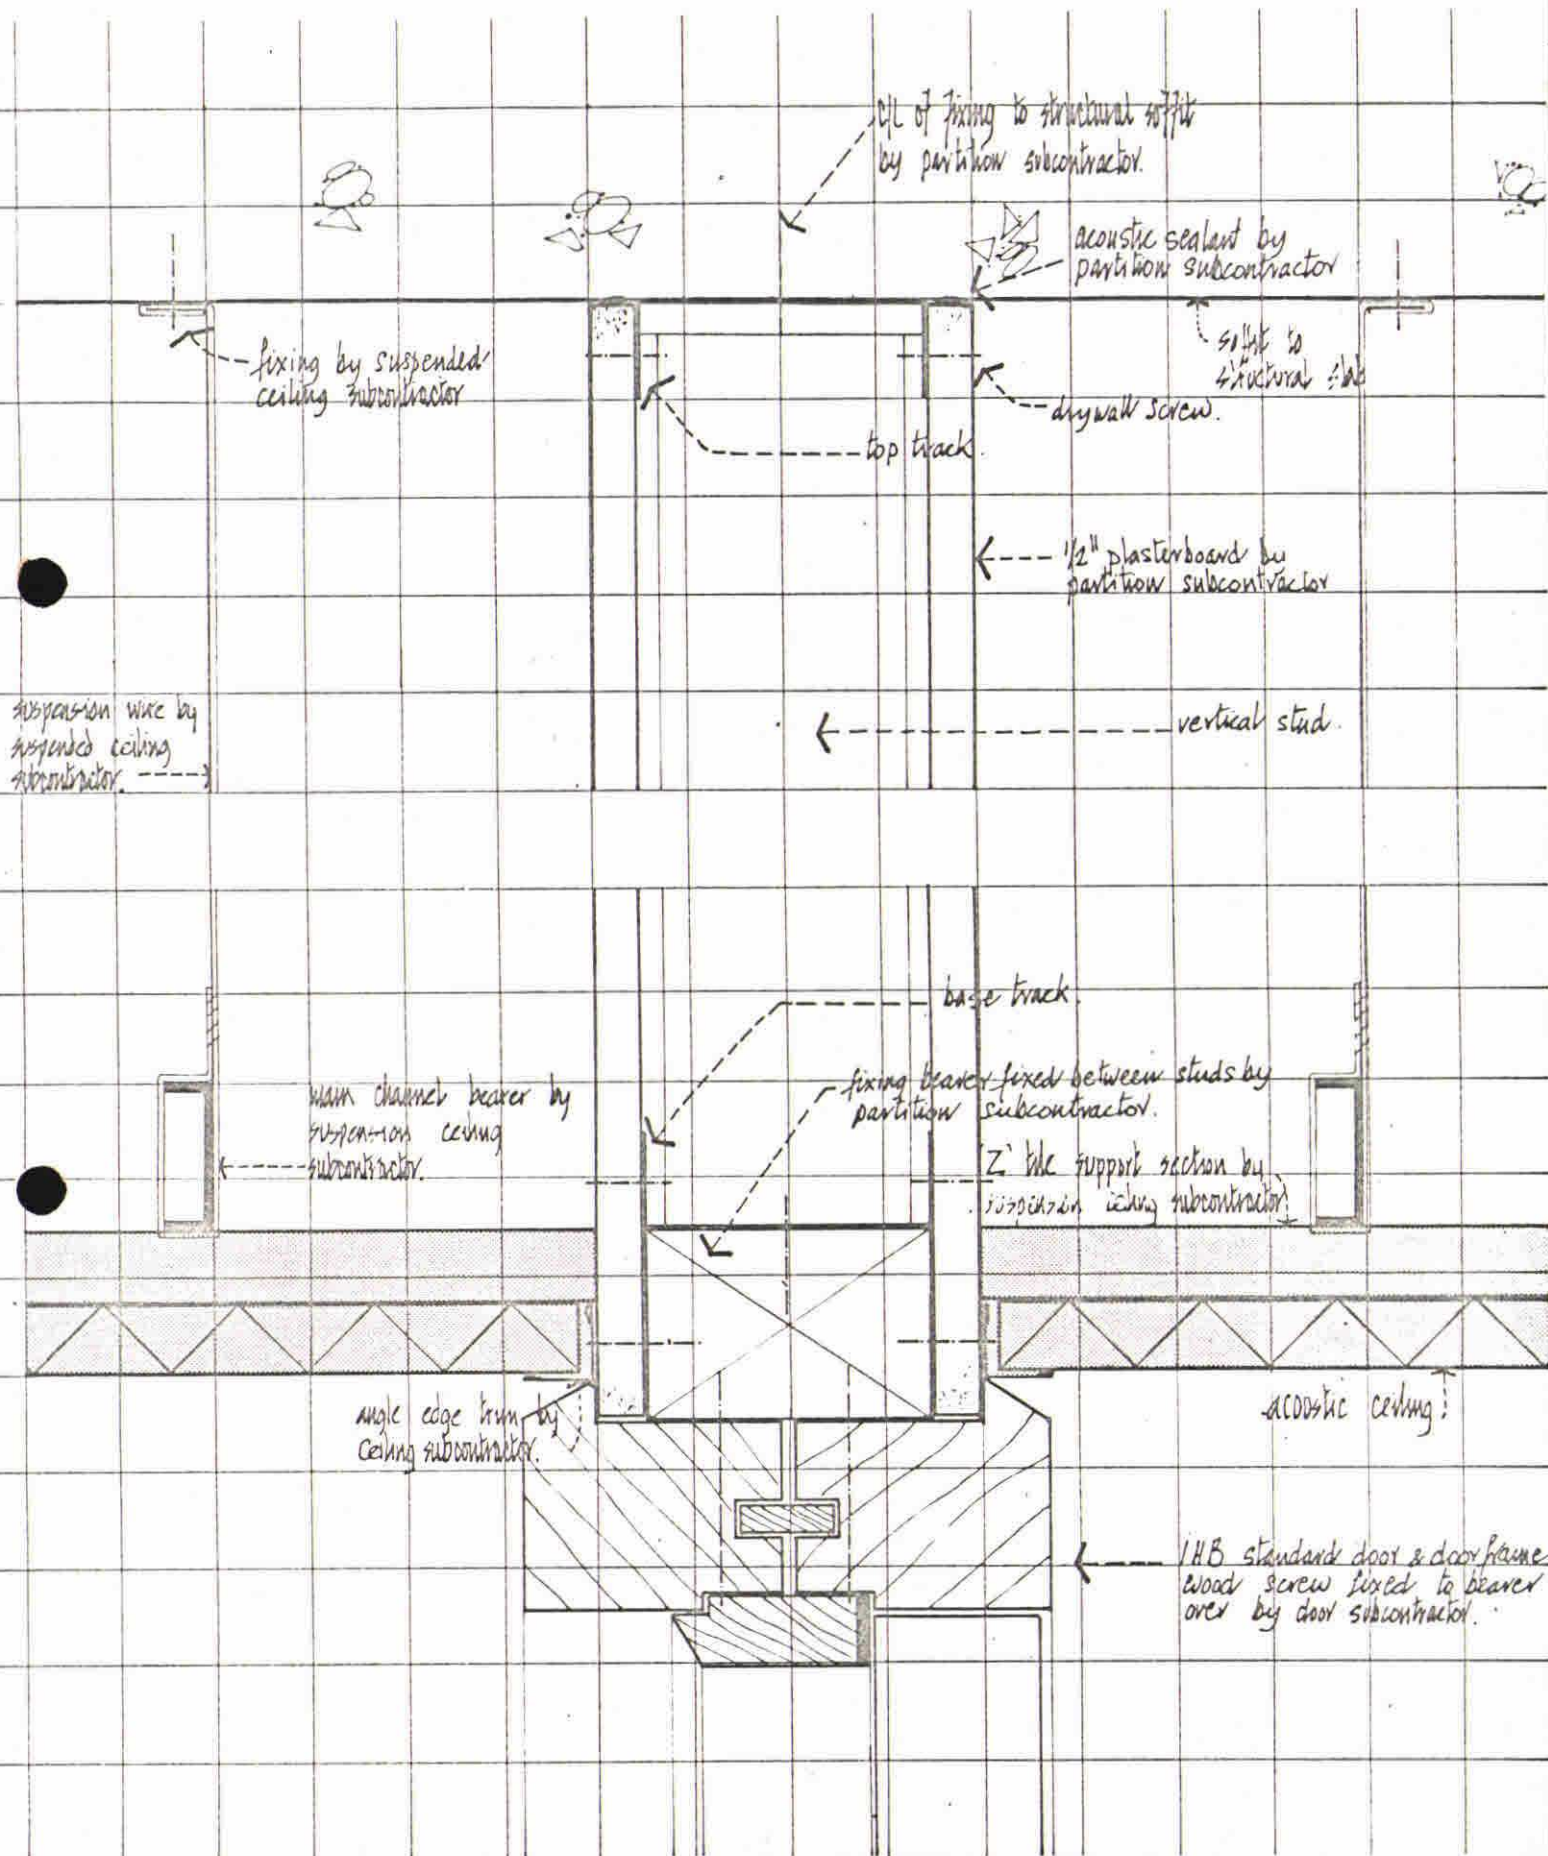 C/L of fixing to structural soffit
by partition subcontractor.
acoustic sealant by
partition subcontractor
soffit to
structural slab
fixing by suspended
ceiling subcontractor
drywall screw.
top track.
1/2" plasterboard by
partition subcontractor
suspension wire by
suspended ceiling
subcontractor.
vertical stud.
base track.
fixing bearer fixed between studs by
partition subcontractor.
main channel bearer by
suspension ceiling
subcontractor.
'Z' tile support section by
suspension ceiling subcontractor
angle edge trim by
ceiling subcontractor.
acoustic ceiling.
IHB standard door & door frame
wood screw fixed to bearer
over by door subcontractor.